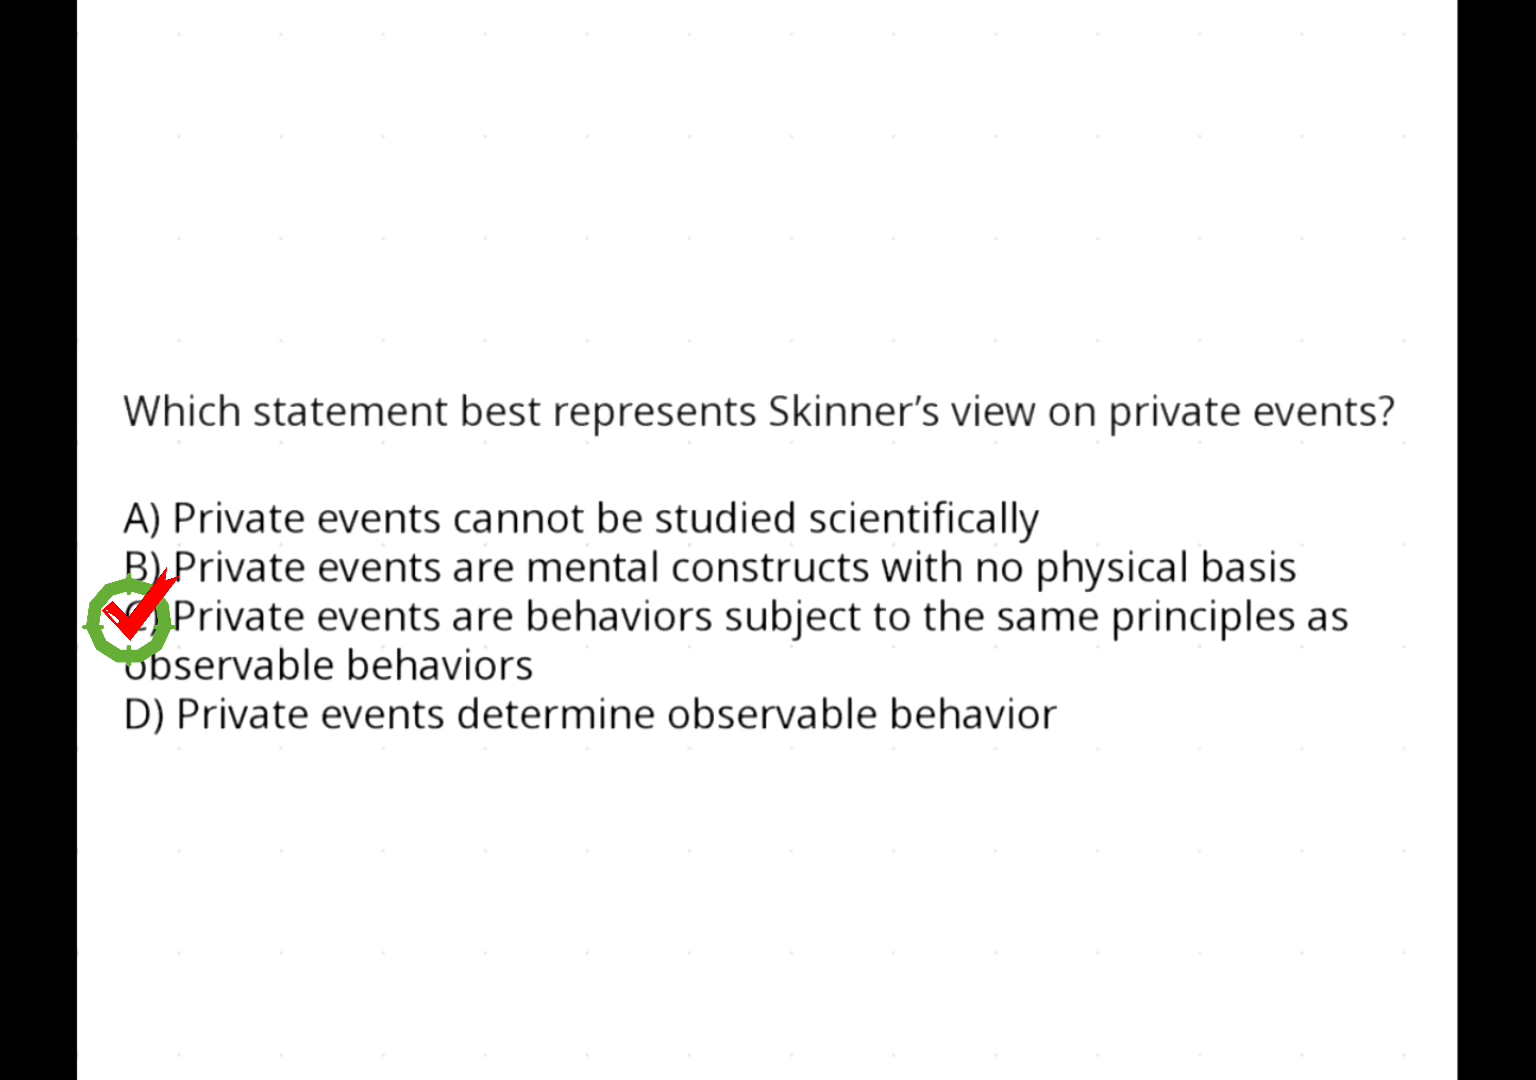 Which statement best represents Skinner’s view on private events?
A) Private events cannot be studied scientifically
B) Private events are mental constructs with no physical basis
C) Private events are behaviors subject to the same principles as
observable behaviors
D) Private events determine observable behavior